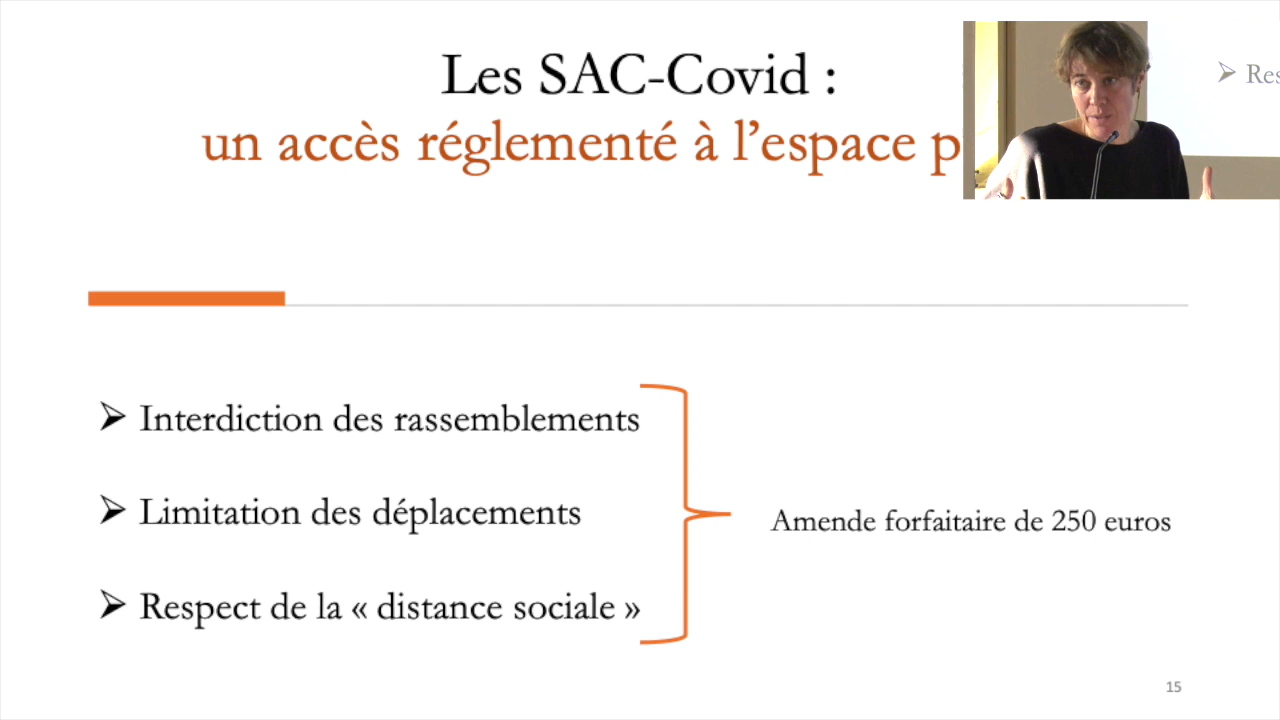 Les SAC-Covid :
un accès réglementé à l’espace p
➢ Res
➢ Interdiction des rassemblements
➢ Limitation des déplacements
➢ Respect de la « distance sociale »
Amende forfaitaire de 250 euros
15